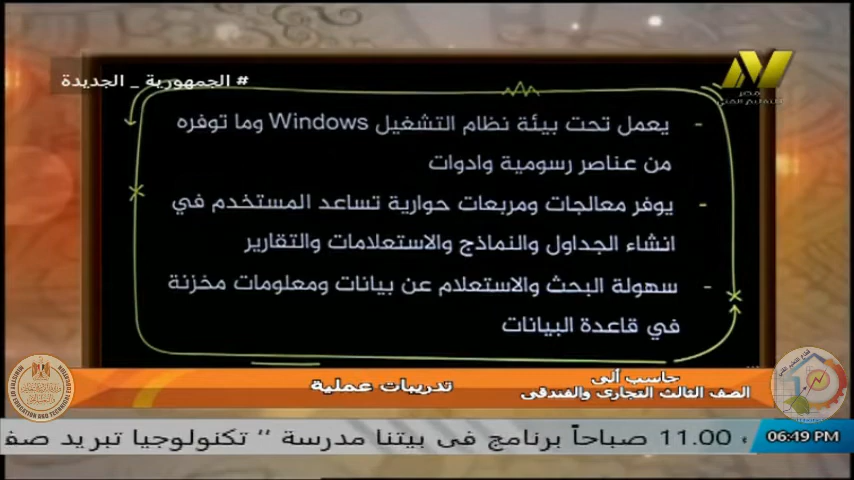 # الجمهورية _ الجديدة
مصر
- يعمل تحت بيئة نظام التشغيل Windows وما توفره
من عناصر رسومية وادوات
- يوفر معالجات ومربعات حوارية تساعد المستخدم في
انشاء الجداول والنماذج والاستعلامات والتقارير
- سهولة البحث والاستعلام عن بيانات ومعلومات مخزنة
في قاعدة البيانات
حاسب آلى
الصف الثالث التجارى والفندقى
تدريبات عملية
11.00 صباحاً برنامج فى بيتنا مدرسة “ تكنولوجيا تبريد صف
06:49 PM